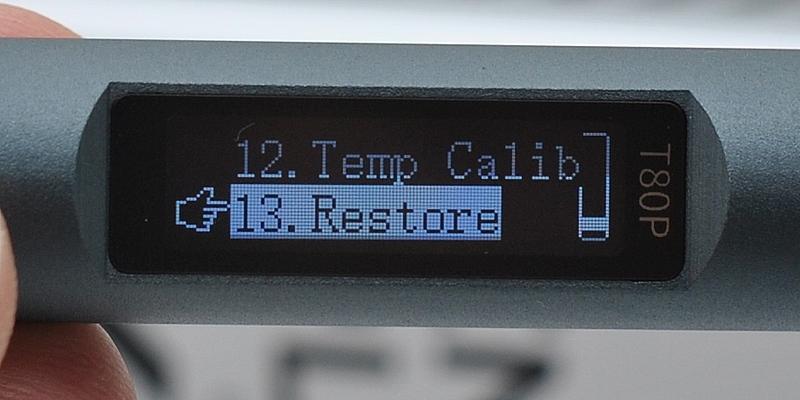 12. Temp Calib
13. Restore
T80P